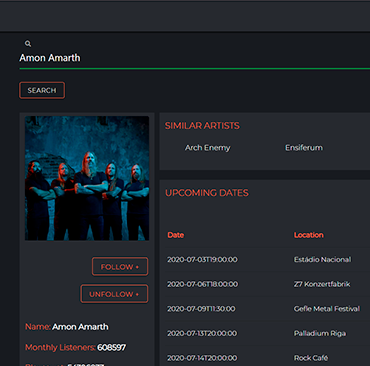 Amon Amarth
SEARCH
FOLLOW +
UNFOLLOW +
Name: Amon Amarth
Monthly Listeners: 608597
SIMILAR ARTISTS
Arch Enemy Ensiferum
UPCOMING DATES
Date Location
2020-07-03T19:00:00 Estádio Nacional
2020-07-06T18:00:00 Z7 Konzertfabrik
2020-07-09T11:30:00 Gefle Metal Festival
2020-07-13T20:00:00 Palladium Riga
2020-07-14T20:00:00 Rock Café